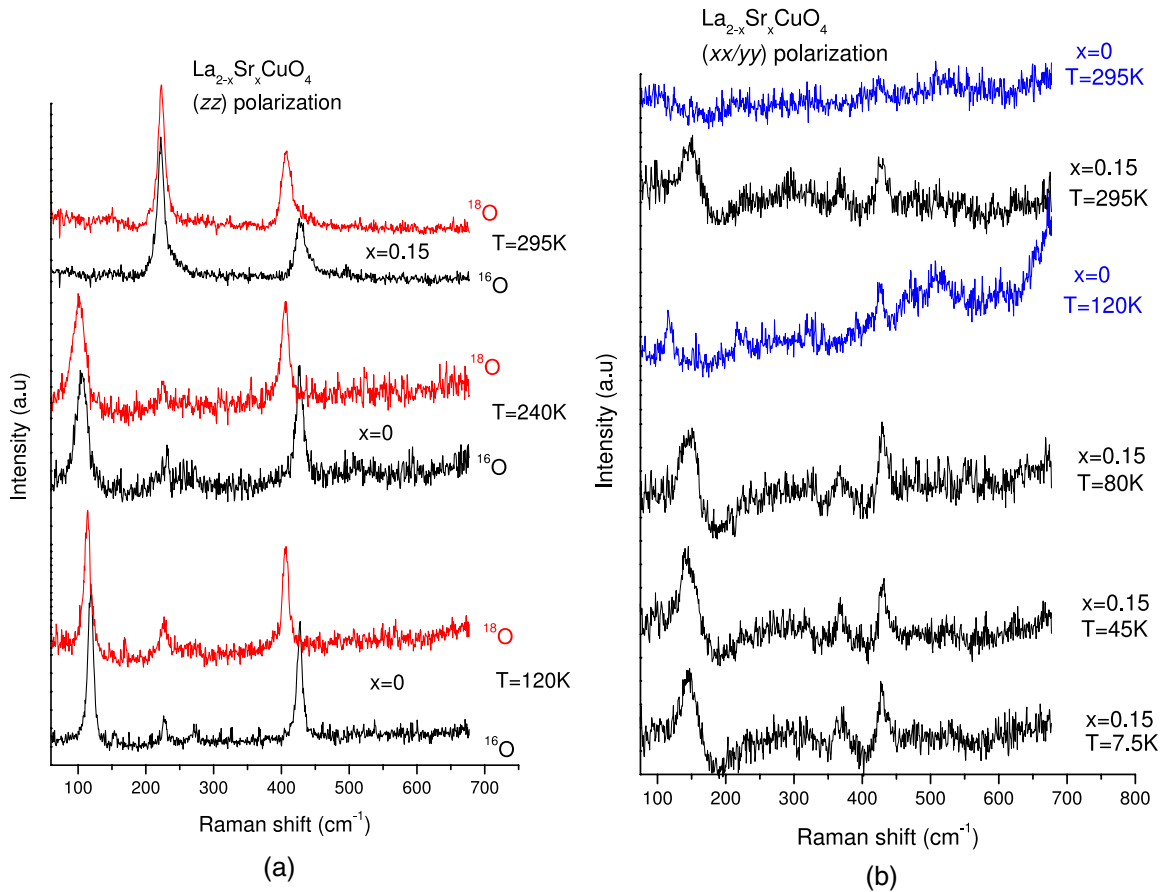 La2-xSrxCuO4
(zz) polarization
18O
T=295K
x=0.15
16O
18O
T=240K
x=0
16O
18O
T=120K
x=0
16O
Intensity (a.u)
100 200 300 400 500 600 700
Raman shift (cm-1)
(a)
La2-xSrxCuO4
(xx/yy) polarization
x=0
T=295K
x=0.15
T=295K
x=0
T=120K
x=0.15
T=80K
x=0.15
T=45K
x=0.15
T=7.5K
Intensity (a.u)
100 200 300 400 500 600 700 800
Raman shift (cm-1)
(b)